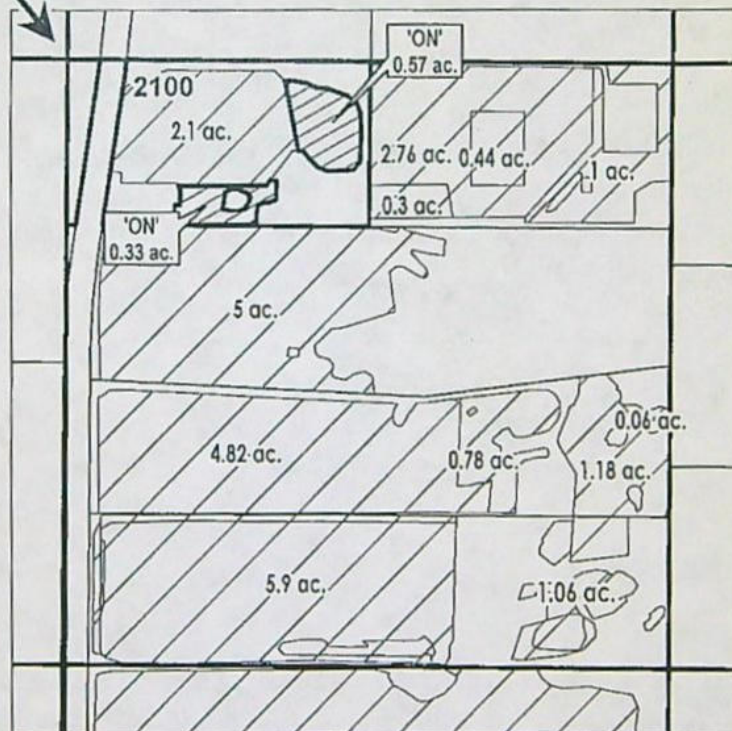 'ON'
0.57 ac.
2100
2.1 ac.
2.76 ac.
0.44 ac.
.1 ac.
0.3 ac.
'ON'
0.33 ac.
5 ac.
0.06 ac.
4.82 ac.
0.78 ac.
1.18 ac.
5.9 ac.
1.06 ac.